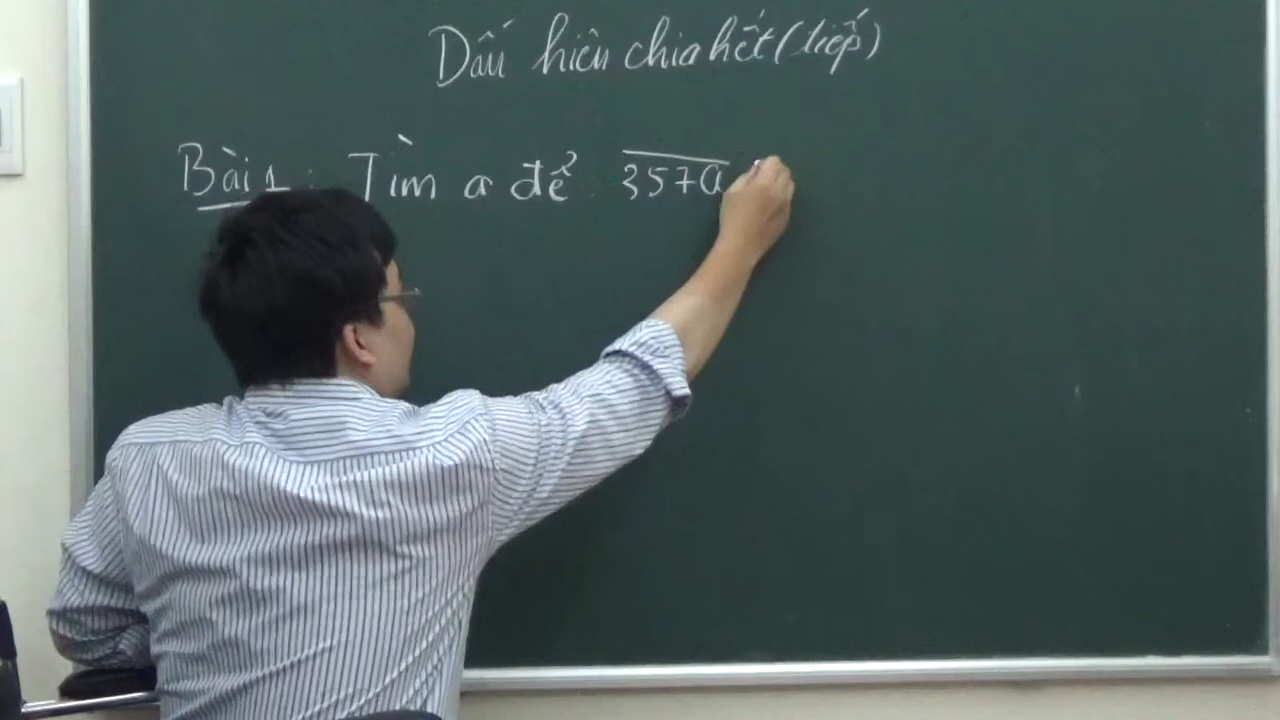 Dấu hiệu chia hết (tiếp)
Bài 1 : Tìm a để 357a